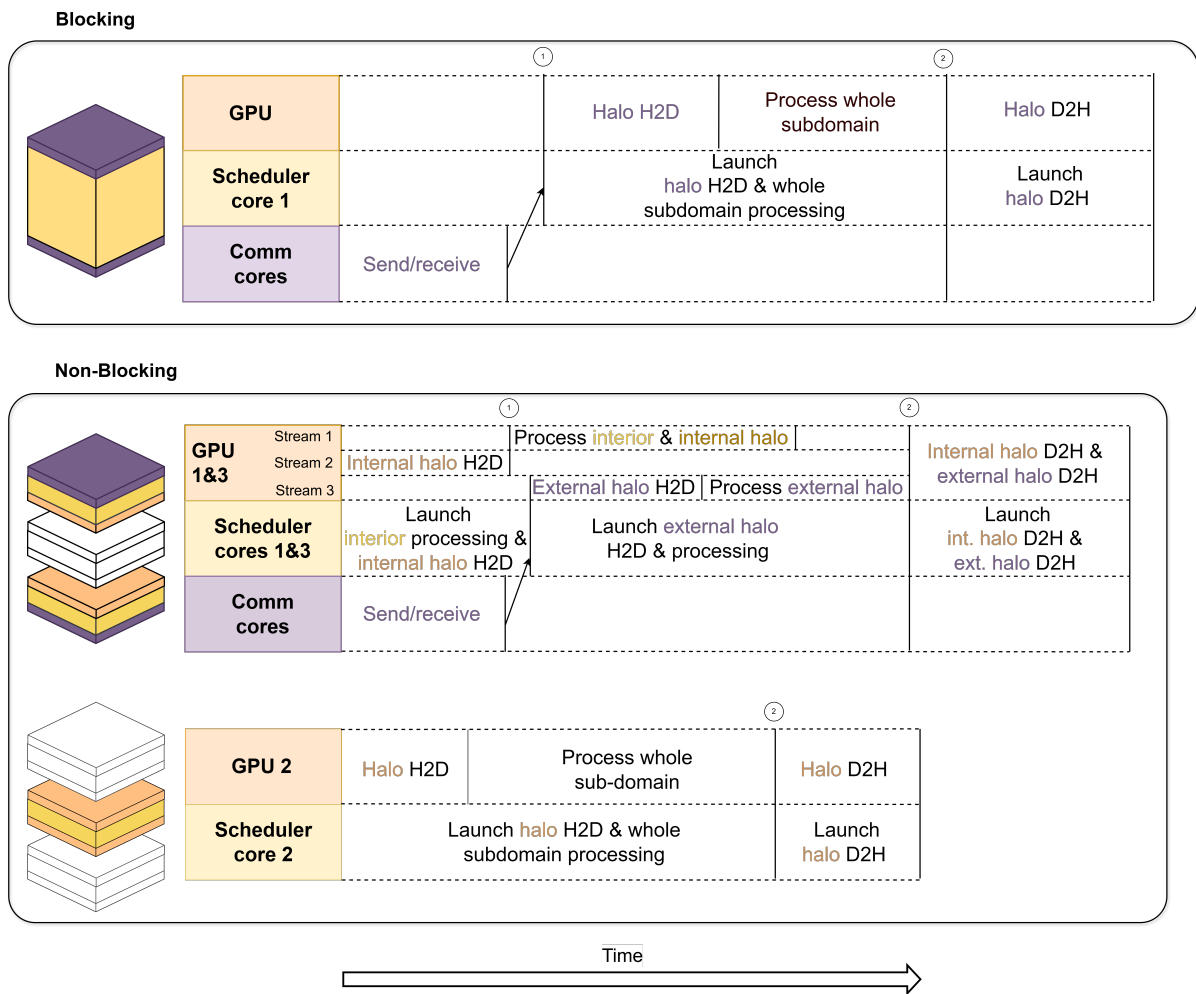 Blocking
1
2
GPU
Halo H2D
Process whole
subdomain
Halo D2H
Scheduler
core 1
Launch
halo H2D & whole
subdomain processing
Launch
halo D2H
Comm
cores
Send/receive
Non-Blocking
1
2
GPU
1&3
Stream 1
Stream 2
Stream 3
Process interior & internal halo
Internal halo H2D
External halo H2D
Process external halo
Internal halo D2H &
external halo D2H
Scheduler
cores 1&3
Launch
interior processing &
internal halo H2D
Launch external halo
H2D & processing
Launch
int. halo D2H &
ext. halo D2H
Comm
cores
Send/receive
2
GPU 2
Halo H2D
Process whole
sub-domain
Halo D2H
Scheduler
core 2
Launch halo H2D & whole
subdomain processing
Launch
halo D2H
Time